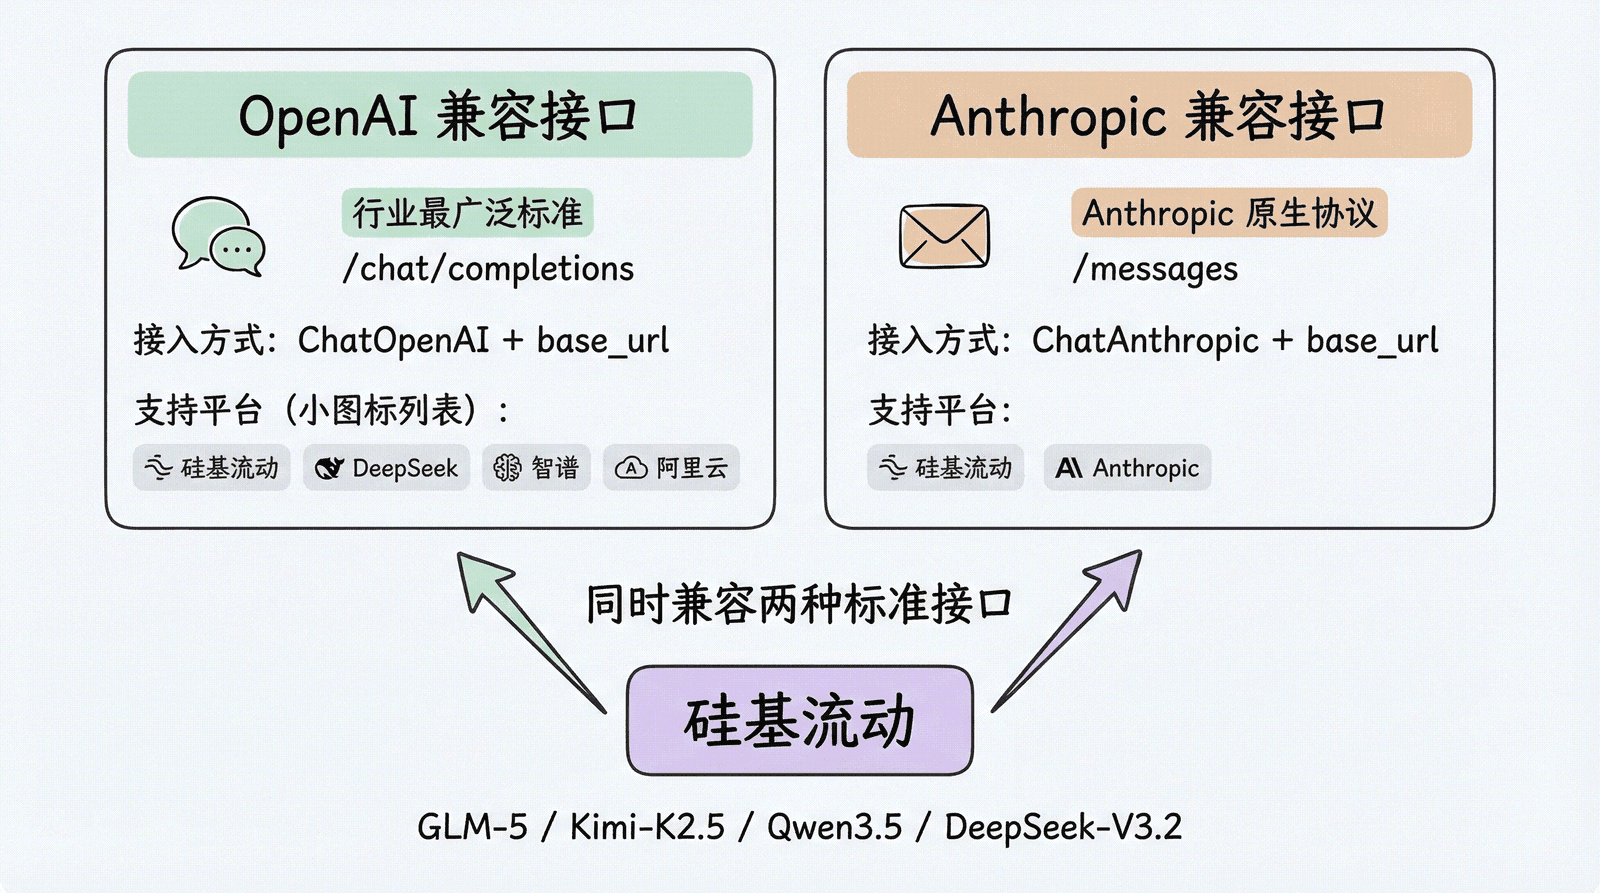 OpenAI 兼容接口
行业最广泛标准
/chat/completions
接入方式：ChatOpenAI + base_url
支持平台（小图标列表）：
硅基流动 DeepSeek 智谱 阿里云
Anthropic 兼容接口
Anthropic 原生协议
/messages
接入方式：ChatAnthropic + base_url
支持平台：
硅基流动 Anthropic
同时兼容两种标准接口
硅基流动
GLM-5 / Kimi-K2.5 / Qwen3.5 / DeepSeek-V3.2